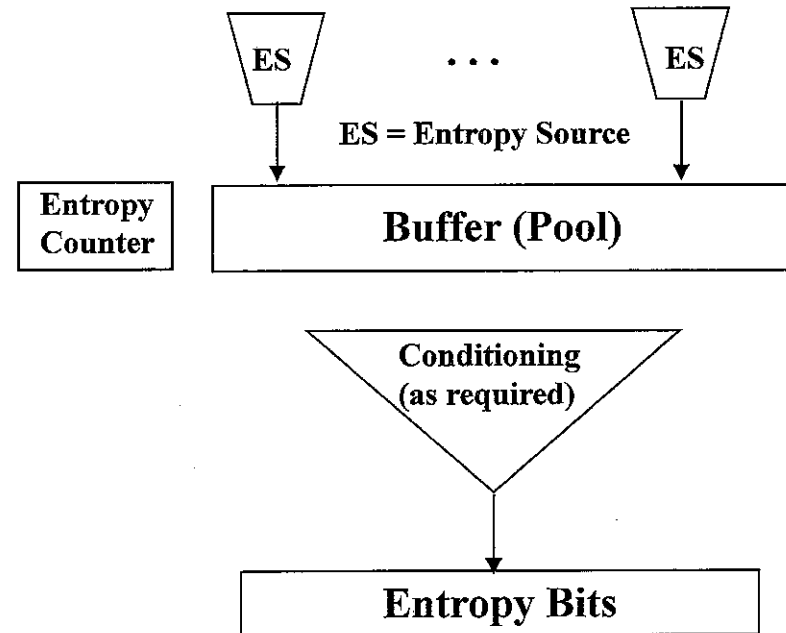 ES
. . .
ES
ES = Entropy Source
Entropy
Counter
Buffer (Pool)
Conditioning
(as required)
Entropy Bits